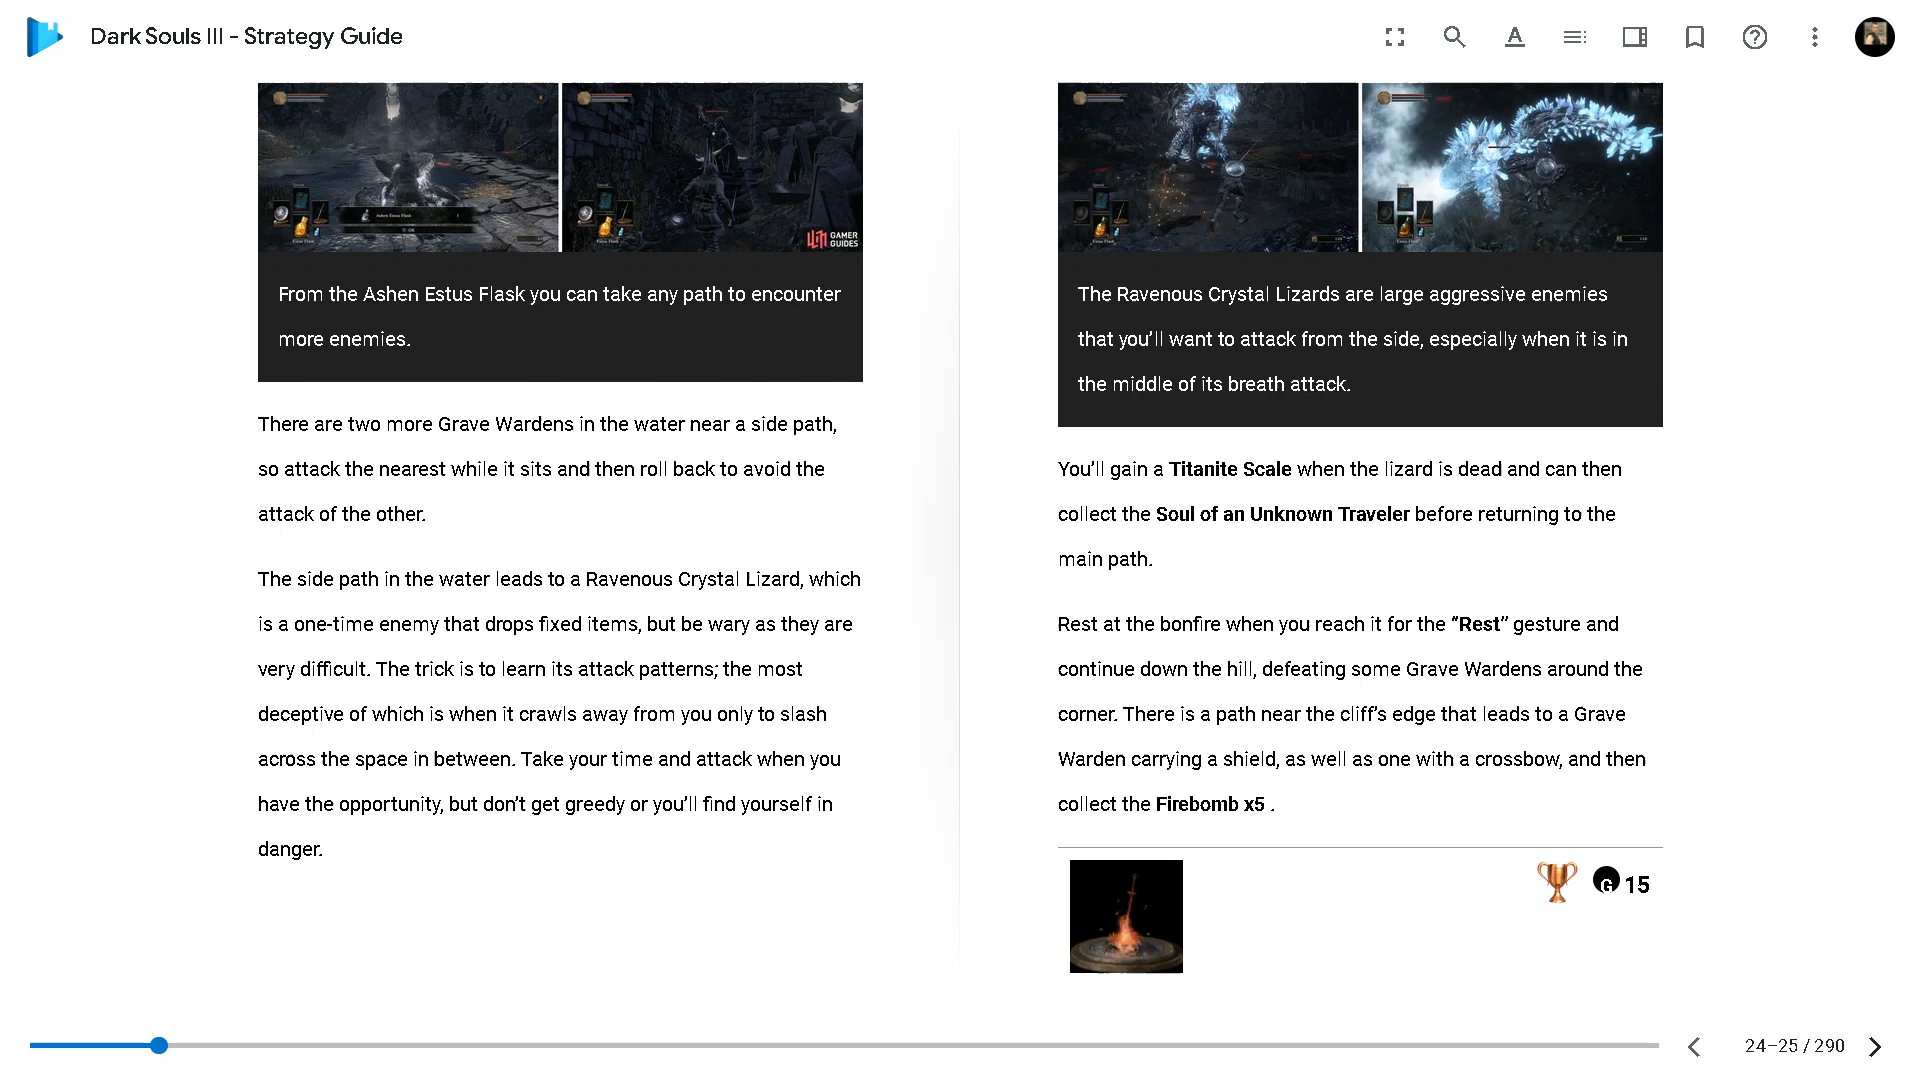 Dark Souls III - Strategy Guide
Ashen Estus Flask
GAMER
GUIDES
From the Ashen Estus Flask you can take any path to encounter
more enemies.
There are two more Grave Wardens in the water near a side path,
so attack the nearest while it sits and then roll back to avoid the
attack of the other.
The side path in the water leads to a Ravenous Crystal Lizard, which
is a one-time enemy that drops fixed items, but be wary as they are
very difficult. The trick is to learn its attack patterns; the most
deceptive of which is when it crawls away from you only to slash
across the space in between. Take your time and attack when you
have the opportunity, but don’t get greedy or you’ll find yourself in
danger.
The Ravenous Crystal Lizards are large aggressive enemies
that you’ll want to attack from the side, especially when it is in
the middle of its breath attack.
You’ll gain a Titanite Scale when the lizard is dead and can then
collect the Soul of an Unknown Traveler before returning to the
main path.
Rest at the bonfire when you reach it for the “Rest” gesture and
continue down the hill, defeating some Grave Wardens around the
corner. There is a path near the cliff’s edge that leads to a Grave
Warden carrying a shield, as well as one with a crossbow, and then
collect the Firebomb x5 .
G 15
24–25 / 290